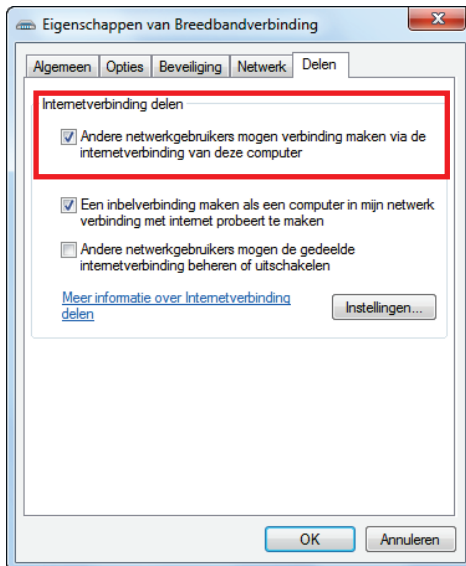 Eigenschappen van Breedbandverbinding
Algemeen Opties Beveiliging Netwerk Delen
Internetverbinding delen
Andere netwerkgebruikers mogen verbinding maken via de
internetverbinding van deze computer
Een inbelverbinding maken als een computer in mijn netwerk
verbinding met internet probeert te maken
Andere netwerkgebruikers mogen de gedeelde
internetverbinding beheren of uitschakelen
Meer informatie over Internetverbinding
delen
Instellingen...
OK Annuleren